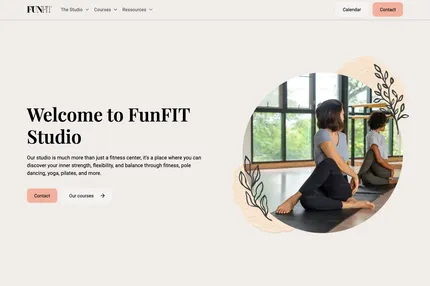 FUNFIT
The Studio
Courses
Ressources
Calendar
Contact
Welcome to FunFIT
Studio
Our studio is much more than just a fitness center, it's a place where you can
discover your inner strength, flexibility, and balance through fitness, pole
dancing, yoga, pilates, and more.
Contact
Our courses